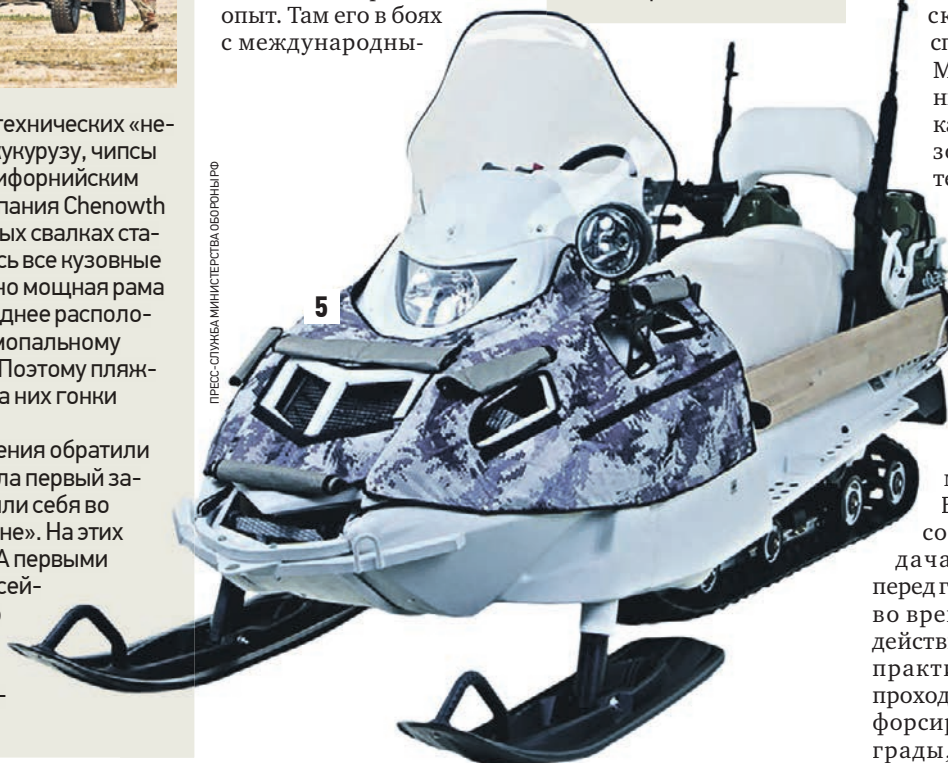 опыт. Там его в боях
с международны-
технических «не-
укурузу, чипсы
ифорнийским
пания Chenowth
ых свалках ста-
сь все кузовные
но мощная рама
днее располо-
мопальному
Поэтому пляж-
а них гонки
ения обратили
ла первый за-
или себя во
не». На этих
А первыми
сей-
-
ПРЕСС-СЛУЖБА МИНИСТЕРСТВА ОБОРОНЫ РФ
5
ск
сп
М
ка
те
В
со
дача
перед г
во вре
действ
практи
проход
форсир
грады,